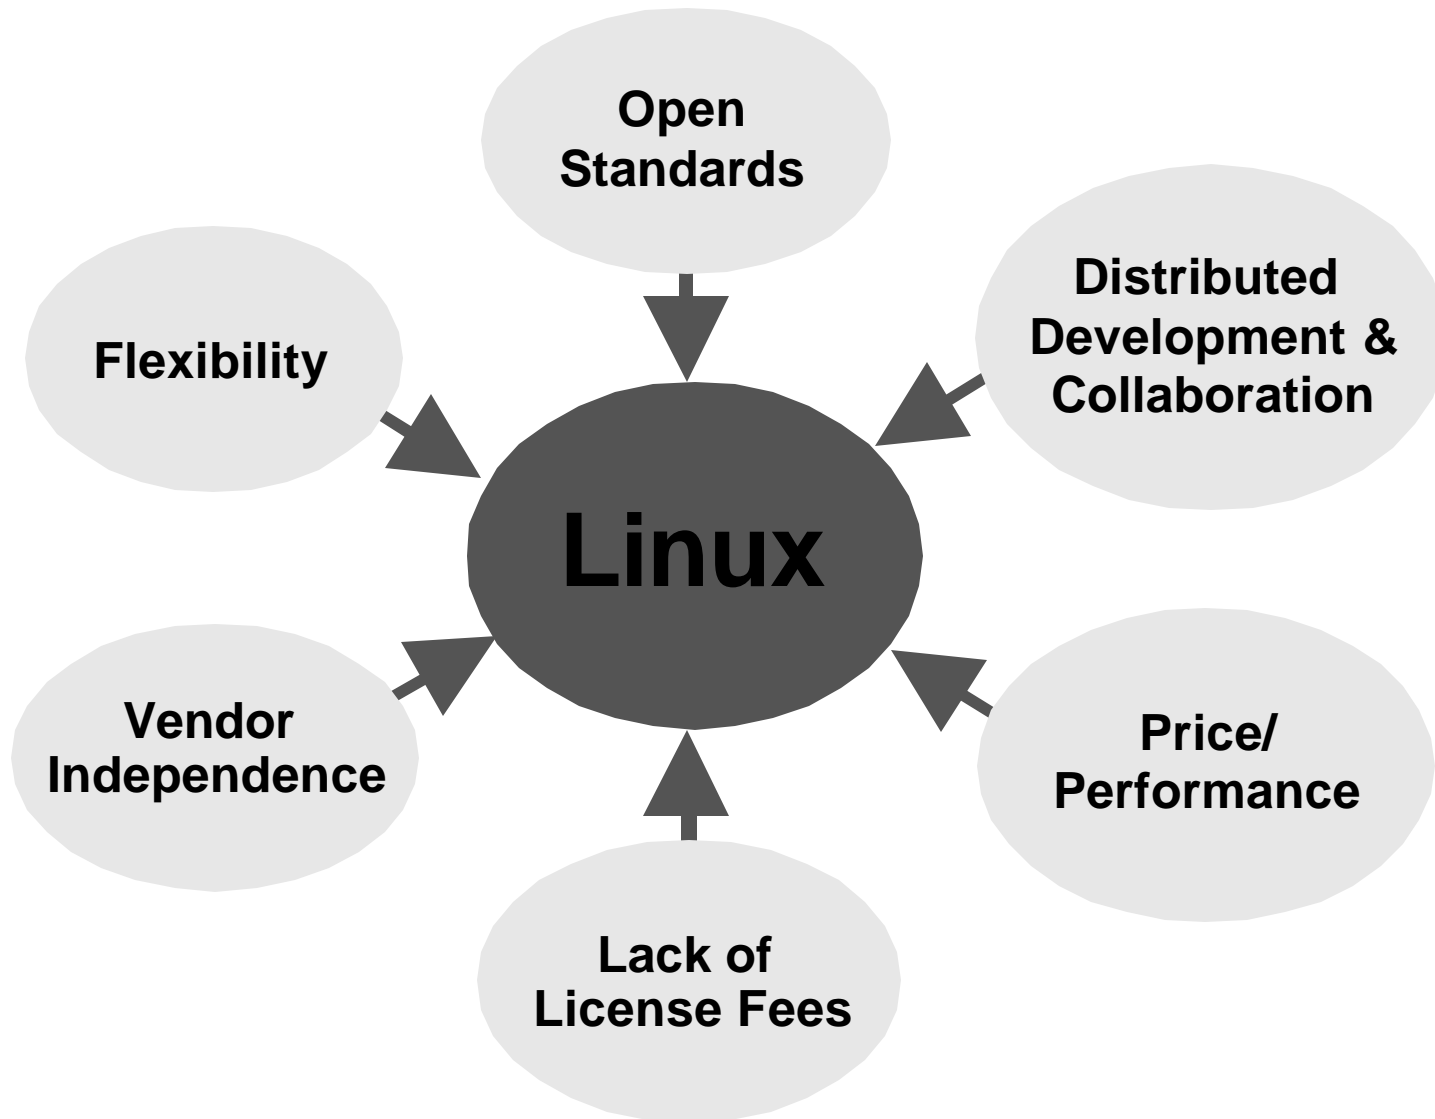 Open
Standards
Distributed
Development &
Collaboration
Flexibility
Linux
Vendor
Independence
Price/
Performance
Lack of
License Fees